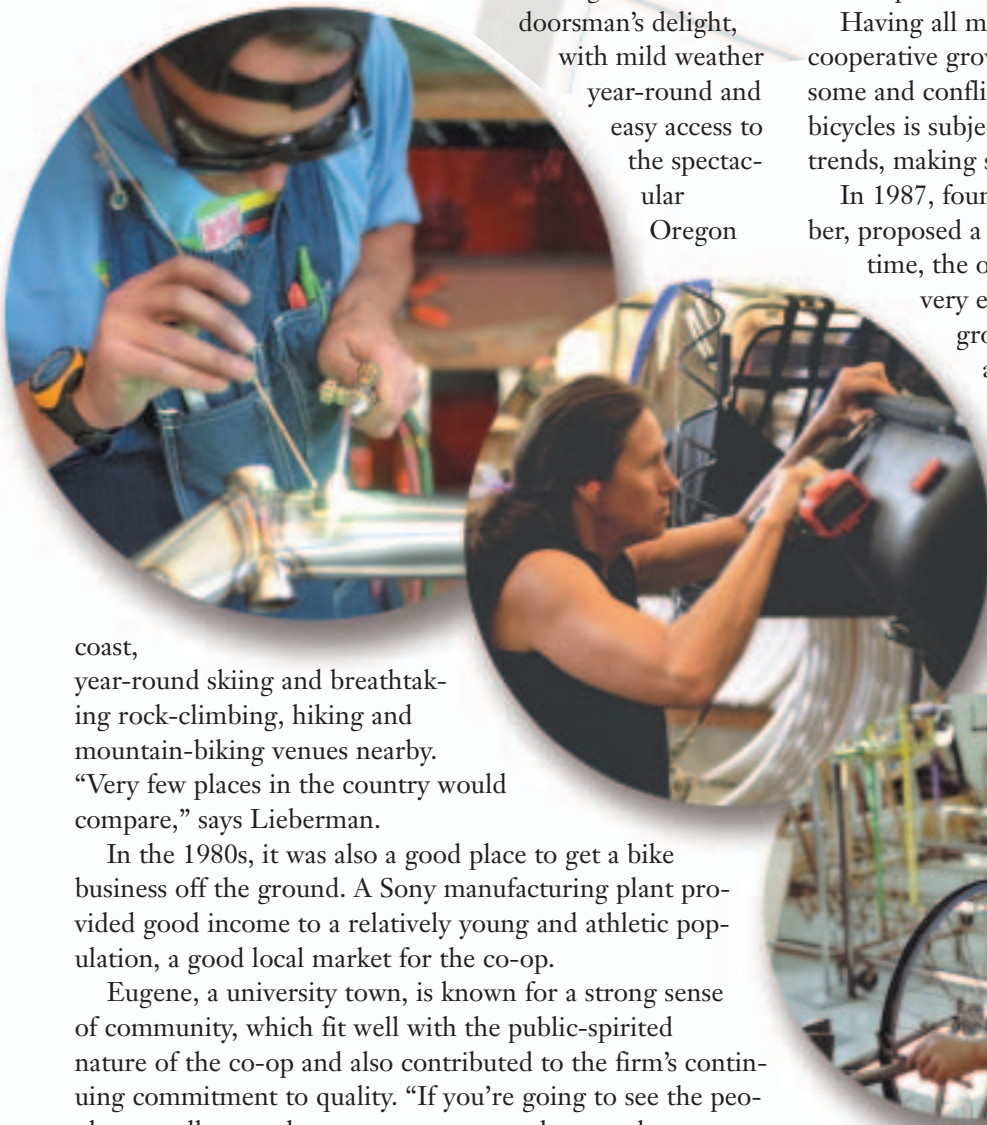 doorsman's delight,
with mild weather
year-round and
easy access to
the spectac-
ular
Oregon
coast,
year-round skiing and breathtak-
ing rock-climbing, hiking and
mountain-biking venues nearby.
“Very few places in the country would
compare,” says Lieberman.
In the 1980s, it was also a good place to get a bike
business off the ground. A Sony manufacturing plant pro-
vided good income to a relatively young and athletic pop-
ulation, a good local market for the co-op.
Eugene, a university town, is known for a strong sense
of community, which fit well with the public-spirited
nature of the co-op and also contributed to the firm’s contin-
uing commitment to quality. “If you’re going to see the peo-
Having all m
cooperative grov
some and confli
bicycles is subje
trends, making s
In 1987, four
ber, proposed a
time, the o
very e
gro
a